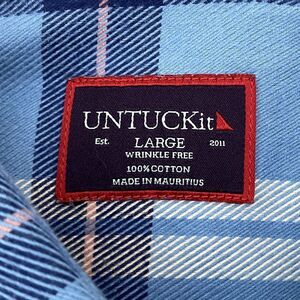 UNTUCKit
Est. LARGE 2011
WRINKLE FREE
100% COTTON
MADE IN MAURITIUS